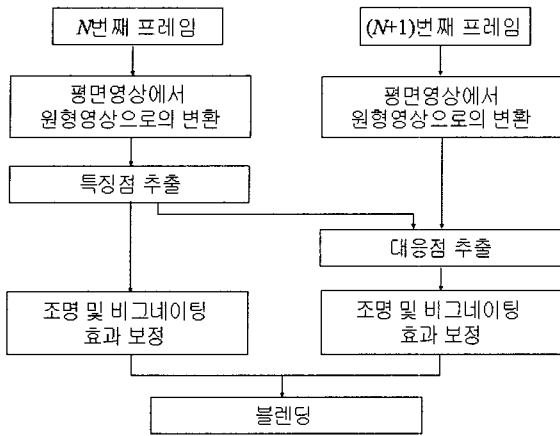 N번째 프레임
(N+1)번째 프레임
평면영상에서
원형영상으로의 변환
평면영상에서
원형영상으로의 변환
특징점 추출
대응점 추출
조명 및 비그네이팅
효과 보정
조명 및 비그네이팅
효과 보정
블렌딩